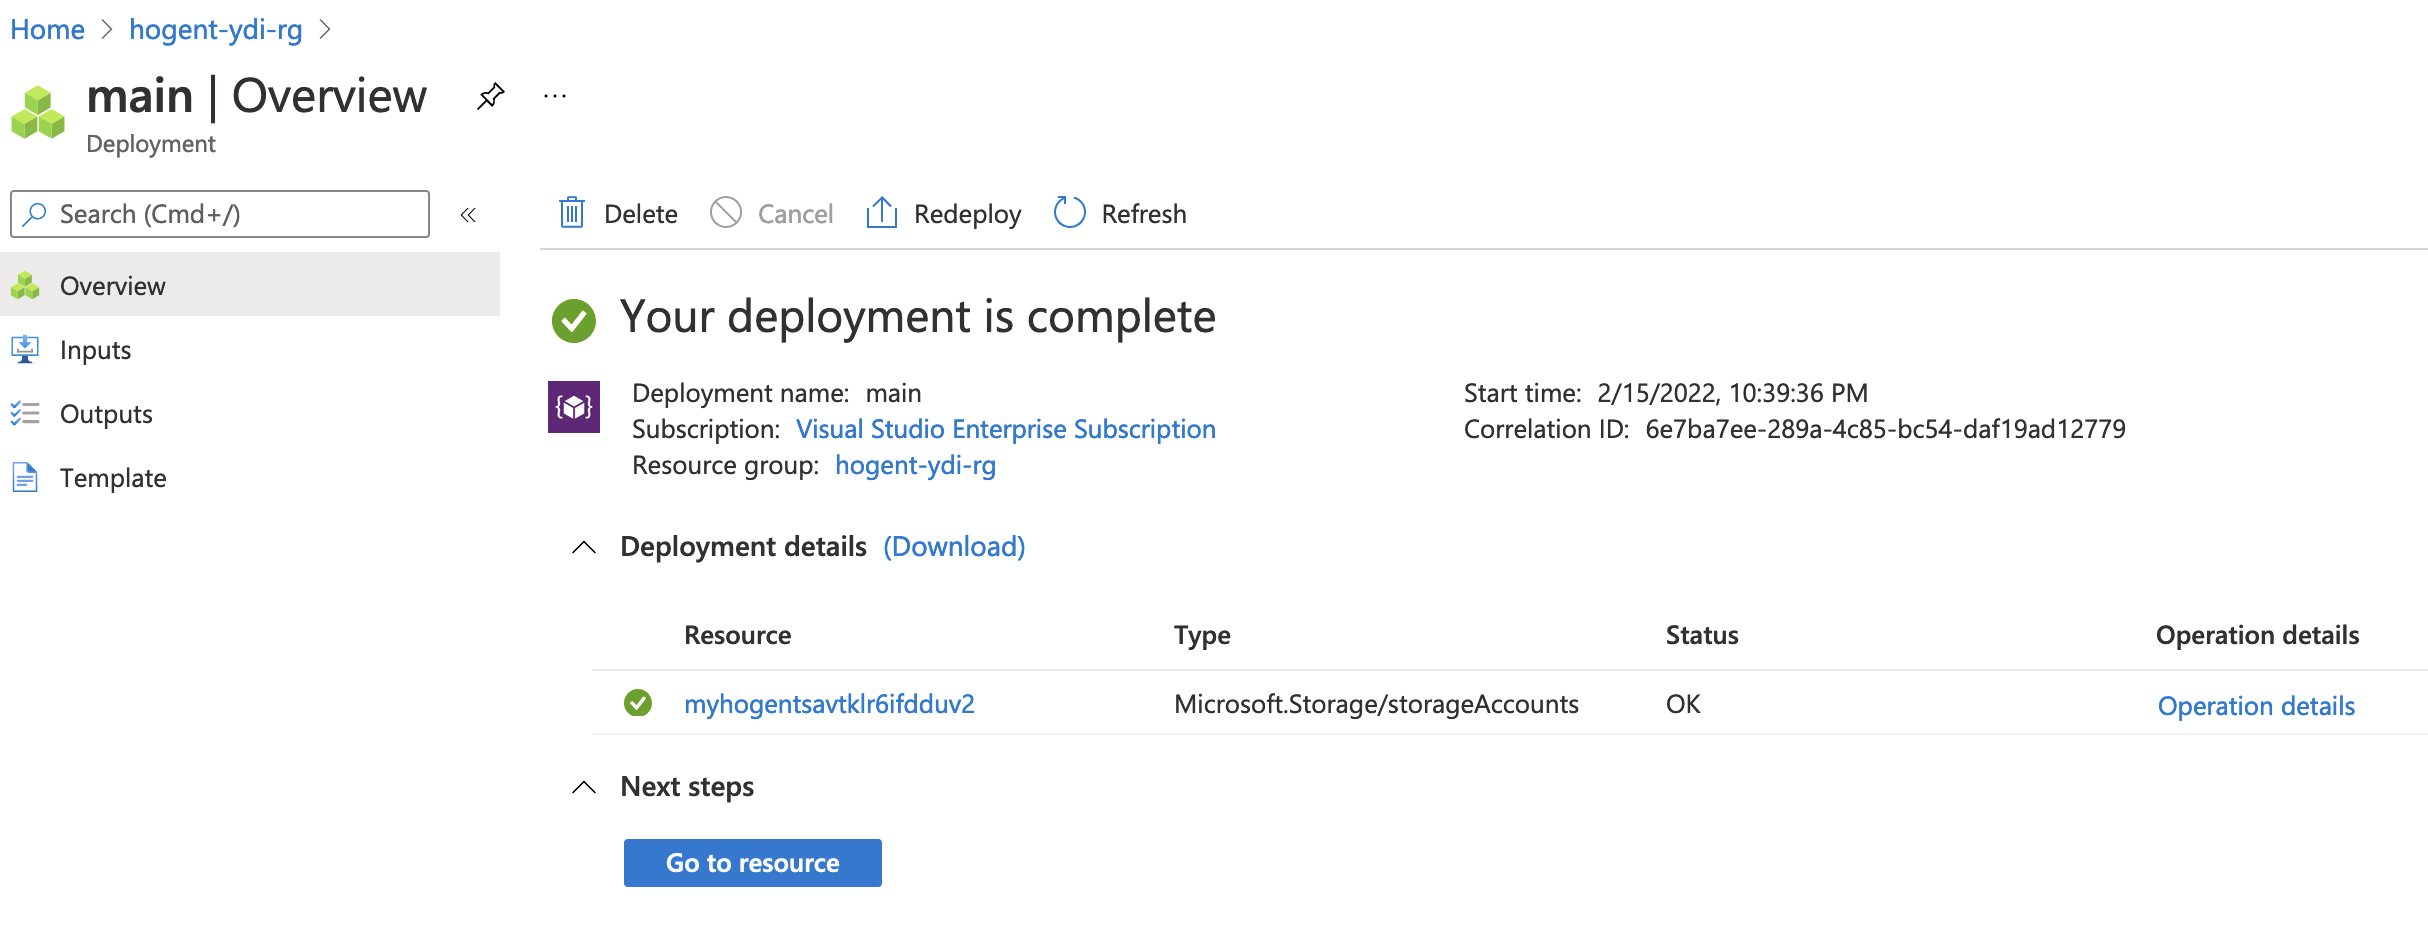 Home > hogent-ydi-rg >
main | Overview ...
Deployment
Search (Cmd+/) «
Delete Cancel Redeploy Refresh
Overview
Inputs
Outputs
Template
Your deployment is complete
Deployment name: main
Subscription: Visual Studio Enterprise Subscription
Resource group: hogent-ydi-rg
Start time: 2/15/2022, 10:39:36 PM
Correlation ID: 6e7ba7ee-289a-4c85-bc54-daf19ad12779
Deployment details (Download)
Resource Type Status Operation details
myhogentsavtklr6ifdduv2 Microsoft.Storage/storageAccounts OK Operation details
Next steps
Go to resource